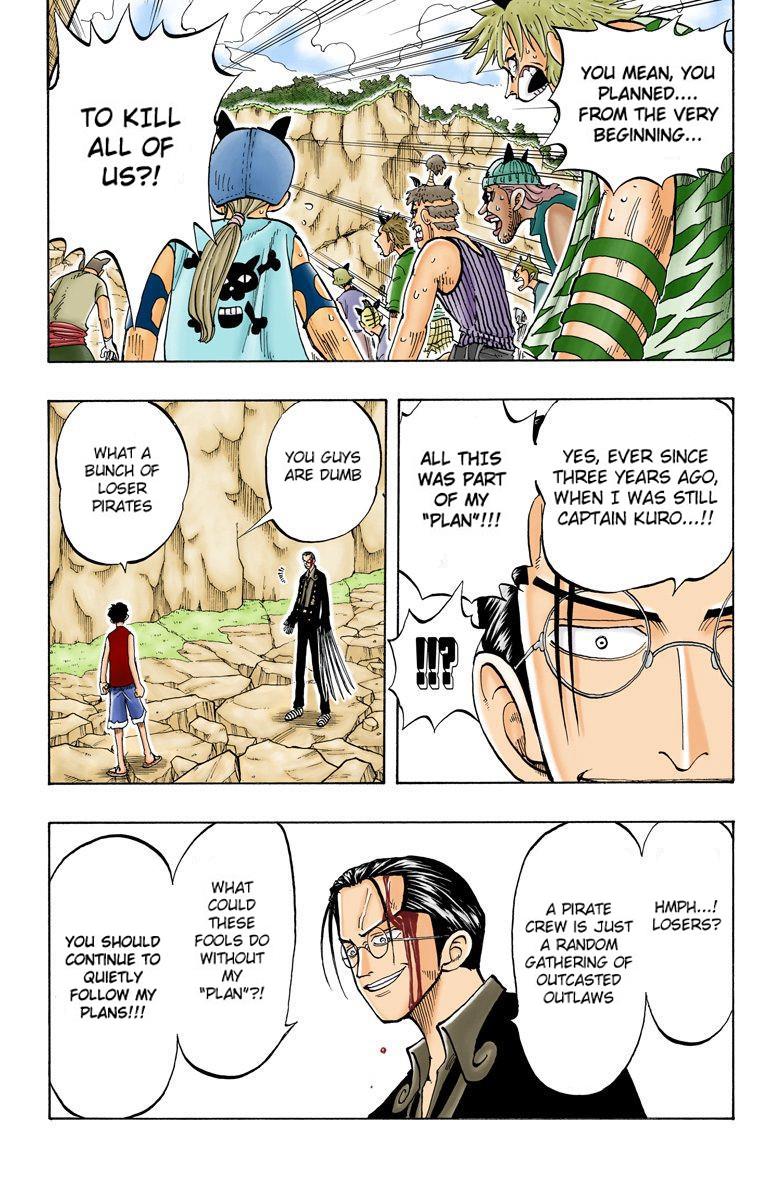 YOU MEAN, YOU
PLANNED....
FROM THE VERY
BEGINNING...
TO KILL
ALL OF
US?!
YES, EVER SINCE
THREE YEARS AGO,
WHEN I WAS STILL
CAPTAIN KURO...!!
ALL THIS
WAS PART
OF MY
"PLAN"!!!
!!?
YOU GUYS
ARE DUMB
WHAT A
BUNCH OF
LOSER
PIRATES
HMPH...!
LOSERS?
A PIRATE
CREW IS JUST
A RANDOM
GATHERING OF
OUTCASTED
OUTLAWS
WHAT
COULD
THESE
FOOLS DO
WITHOUT
MY
"PLAN"?!
YOU SHOULD
CONTINUE TO
QUIETLY
FOLLOW MY
PLANS!!!